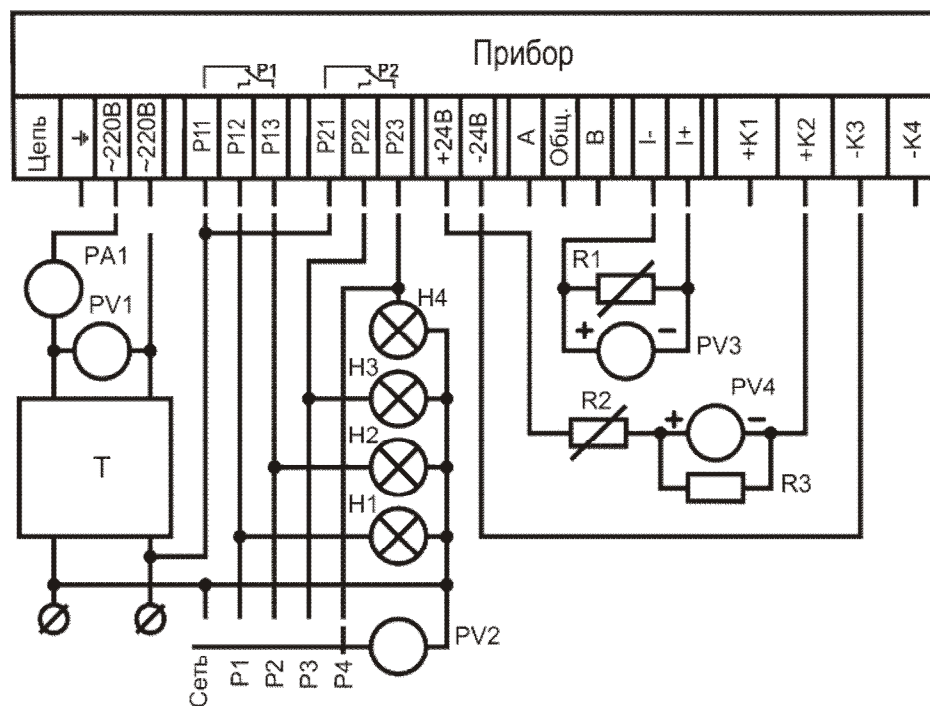 Прибор
P1
P2
Цепь
~220В
~220В
P11
P12
P13
P21
P22
P23
+24В
-24В
A
Общ.
B
I-
I+
+K1
+K2
-K3
-K4
PA1
PV1
T
H4
H3
H2
H1
R1
+
-
PV3
R2
+
-
PV4
R3
PV2
Сеть
P1
P2
P3
P4